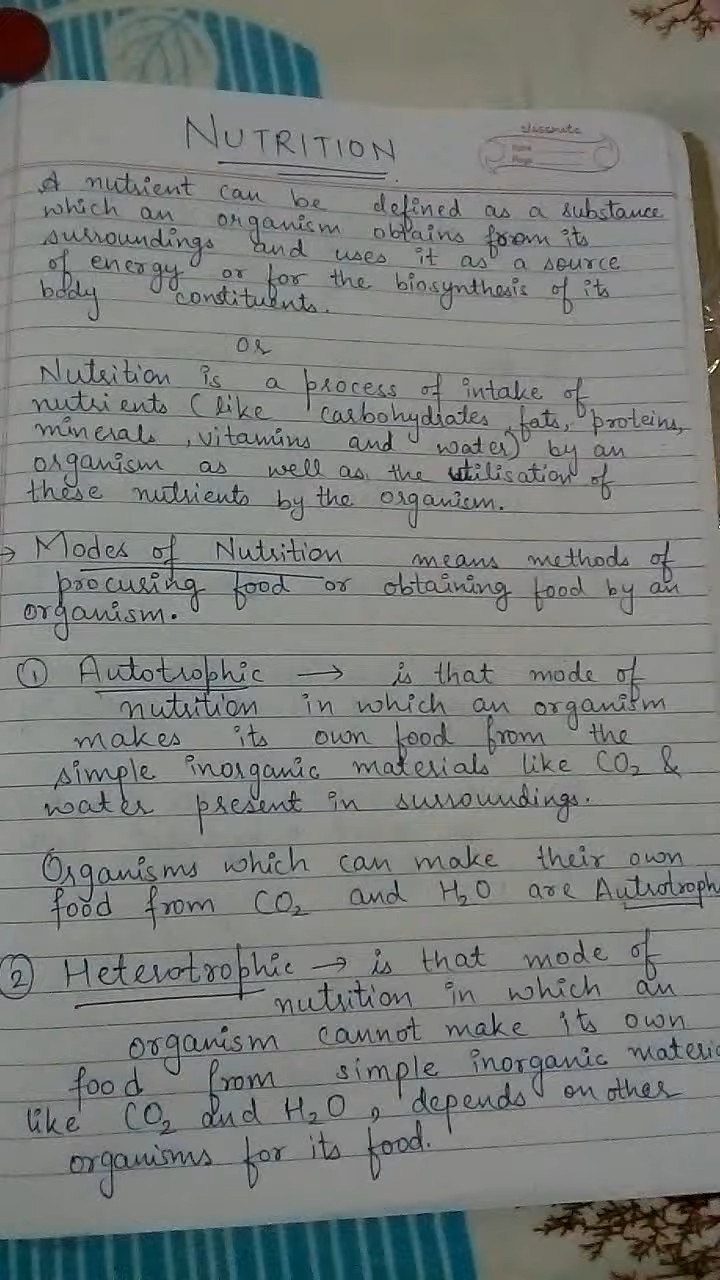 NUTRITION
classmate
Date
Page
A nutrient can be defined as a substance
which an organism obtains from its
surroundings and uses it as a source
of energy or for the biosynthesis of its
body constituents.
OR
Nutrition is a process of intake of
nutrients (like carbohydrates, fats, proteins,
minerals, vitamins and water) by an
organism as well as the utilisation of
these nutrients by the organism.
→ Modes of Nutrition means methods of
procuring food or obtaining food by an
organism.
① Autotrophic → is that mode of
nutrition in which an organism
makes its own food from the
simple inorganic materials like CO₂ &
water present in surroundings.
Organisms which can make their own
food from CO₂ and H₂O are Autotroph
② Heterotrophic → is that mode of
nutrition in which an
organism cannot make its own
food from simple inorganic materi
like CO₂ and H₂O, depends on other
organisms for its food.